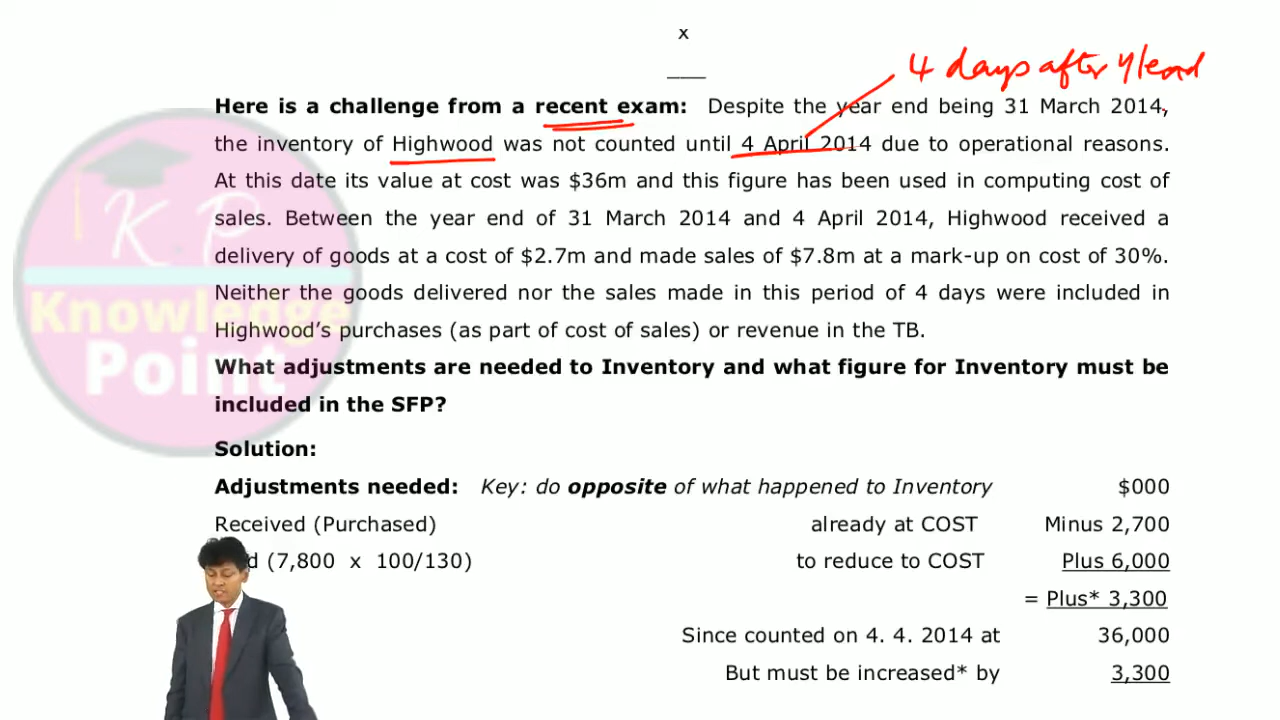 x
4 days after y/end
Here is a challenge from a recent exam: Despite the year end being 31 March 2014,
the inventory of Highwood was not counted until 4 April 2014 due to operational reasons.
At this date its value at cost was $36m and this figure has been used in computing cost of
sales. Between the year end of 31 March 2014 and 4 April 2014, Highwood received a
delivery of goods at a cost of $2.7m and made sales of $7.8m at a mark-up on cost of 30%.
Neither the goods delivered nor the sales made in this period of 4 days were included in
Highwood's purchases (as part of cost of sales) or revenue in the TB.
What adjustments are needed to Inventory and what figure for Inventory must be
included in the SFP?
Solution:
Adjustments needed: Key: do opposite of what happened to Inventory $000
Received (Purchased) already at COST Minus 2,700
(7,800 x 100/130) to reduce to COST Plus 6,000
= Plus* 3,300
Since counted on 4. 4. 2014 at 36,000
But must be increased* by 3,300
K P
Knowledge
Point